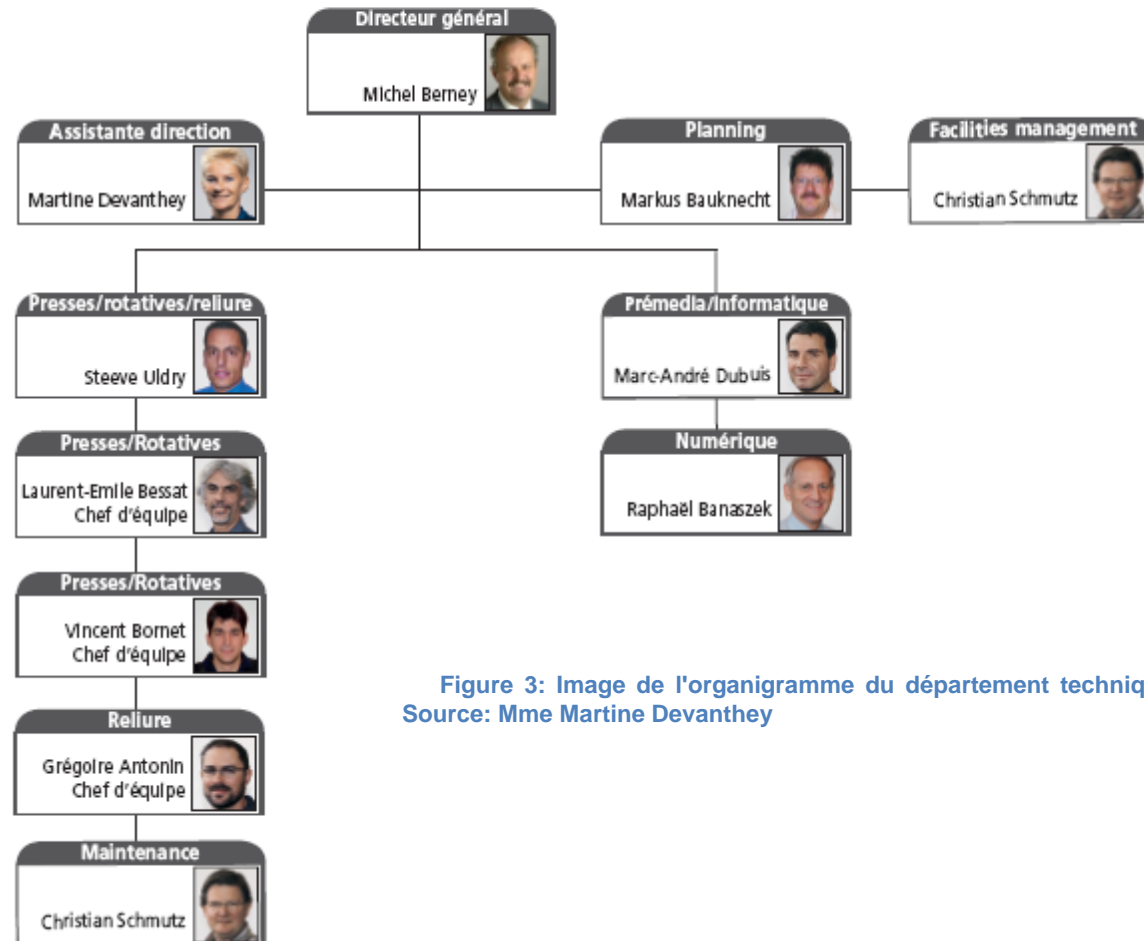 Directeur général
Michel Berney
Assistante direction
Martine Devanthey
Planning
Markus Bauknecht
Facilities management
Christian Schmutz
Presses/rotatives/reliure
Steeve Uldry
Prémedia/Informatique
Marc-André Dubuis
Presses/Rotatives
Laurent-Emile Bessat
Chef d'équipe
Numérique
Raphaël Banaszek
Presses/Rotatives
Vincent Bornet
Chef d'équipe
Figure 3: Image de l'organigramme du département techniq
Source: Mme Martine Devanthey
Reliure
Grégoire Antonin
Chef d'équipe
Maintenance
Christian Schmutz